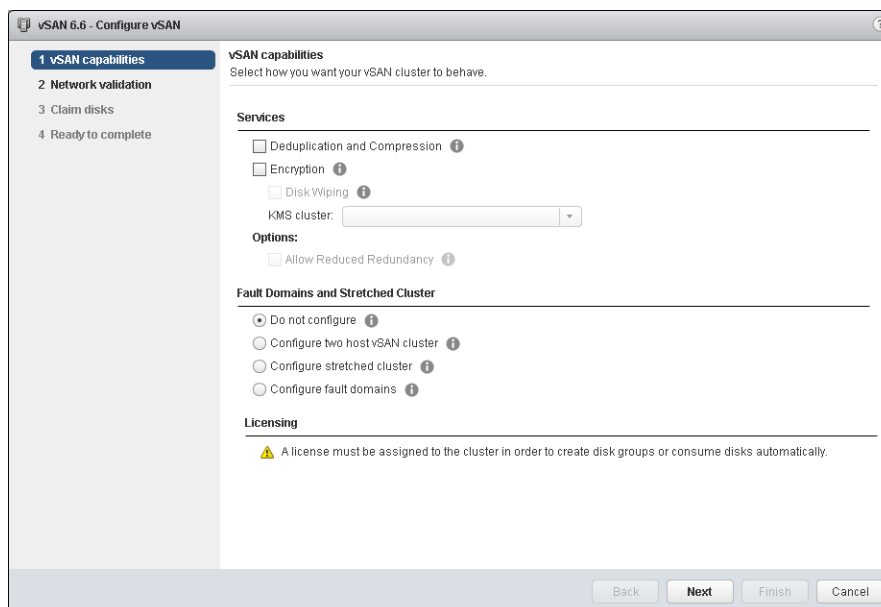 vSAN 6.6 - Configure vSAN
?
1 vSAN capabilities
2 Network validation
3 Claim disks
4 Ready to complete
vSAN capabilities
Select how you want your vSAN cluster to behave.
Services
Deduplication and Compression
Encryption
Disk Wiping
KMS cluster:
Options:
Allow Reduced Redundancy
Fault Domains and Stretched Cluster
Do not configure
Configure two host vSAN cluster
Configure stretched cluster
Configure fault domains
Licensing
A license must be assigned to the cluster in order to create disk groups or consume disks automatically.
Back Next Finish Cancel